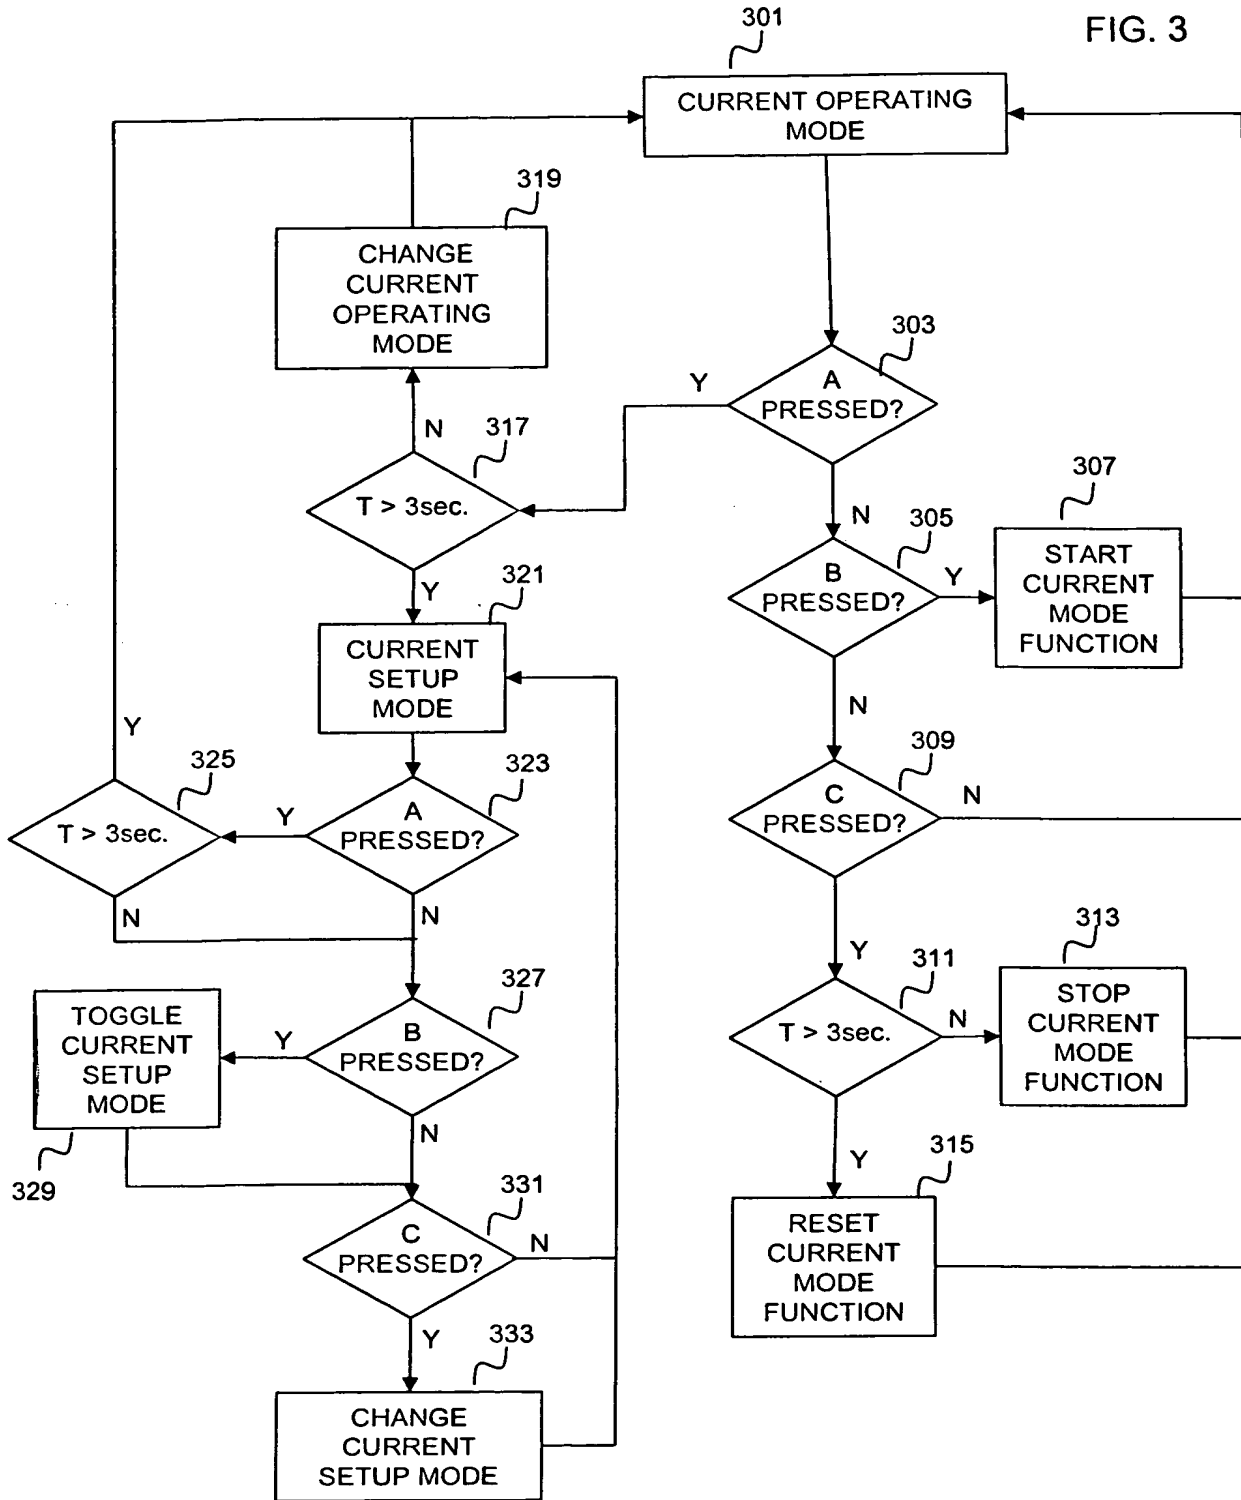 FIG. 3
301
CURRENT OPERATING
MODE
319
CHANGE
CURRENT
OPERATING
MODE
303
A
PRESSED?
Y
N
317
T > 3sec.
N
Y
305
B
PRESSED?
Y
N
307
START
CURRENT
MODE
FUNCTION
321
CURRENT
SETUP
MODE
309
C
PRESSED?
N
Y
323
A
PRESSED?
Y
N
325
T > 3sec.
Y
N
311
T > 3sec.
N
Y
313
STOP
CURRENT
MODE
FUNCTION
327
B
PRESSED?
Y
N
TOGGLE
CURRENT
SETUP
MODE
329
315
RESET
CURRENT
MODE
FUNCTION
331
C
PRESSED?
N
Y
333
CHANGE
CURRENT
SETUP MODE